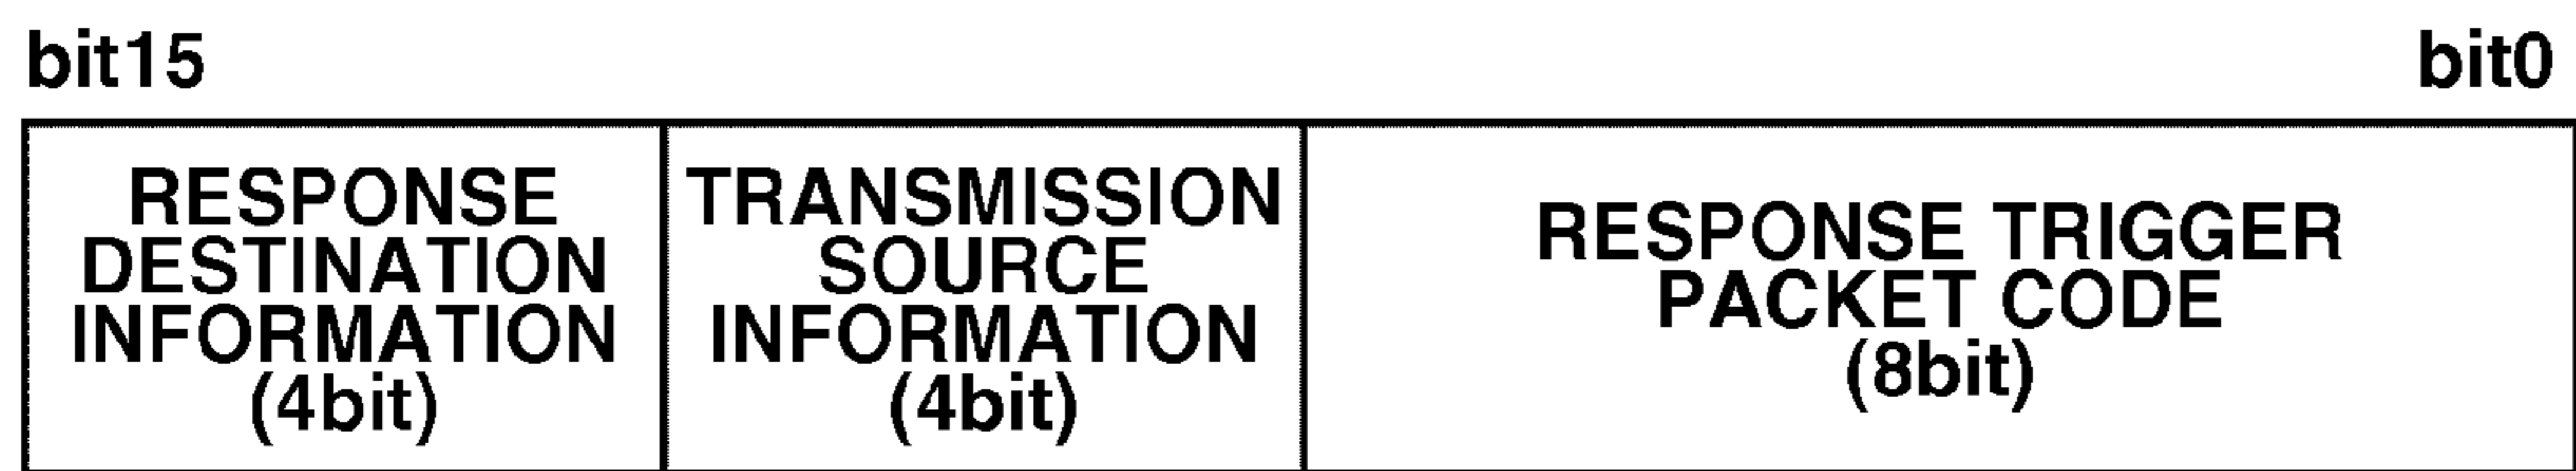 bit15
bit0
RESPONSE
DESTINATION
INFORMATION
(4bit)
TRANSMISSION
SOURCE
INFORMATION
(4bit)
RESPONSE TRIGGER
PACKET CODE
(8bit)